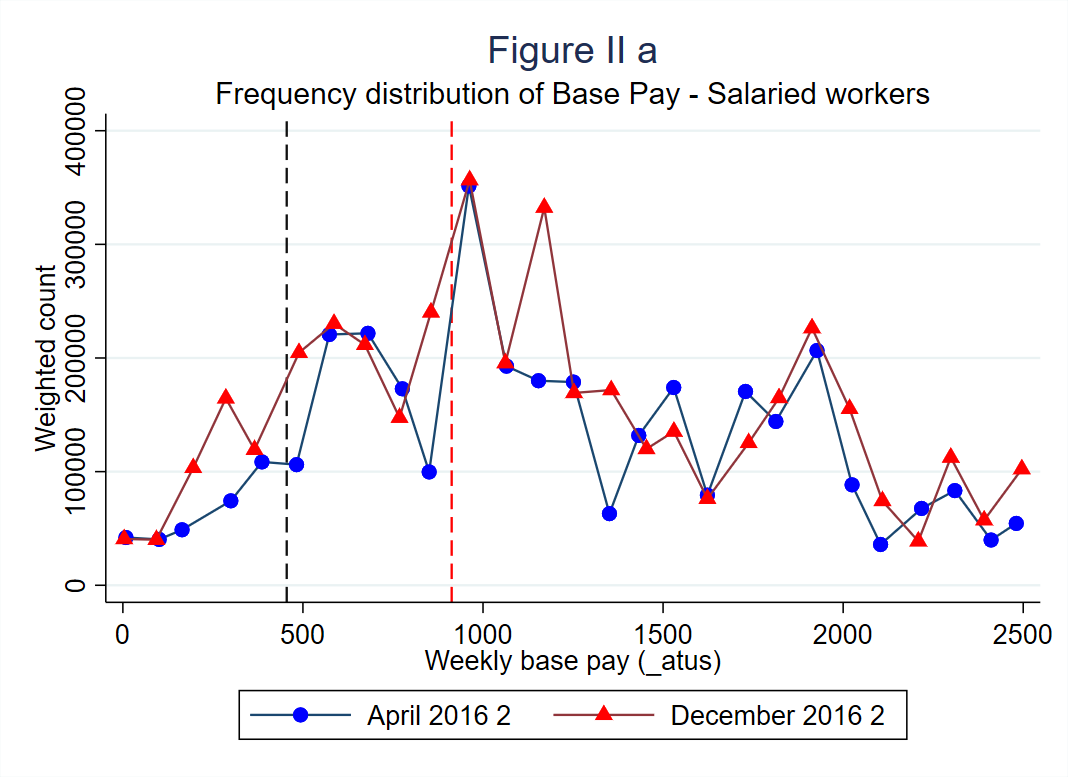 Figure II a
Frequency distribution of Base Pay - Salaried workers
Weighted count
400000
300000
200000
100000
0
0 500 1000 1500 2000 2500
Weekly base pay (_atus)
April 2016 2 December 2016 2